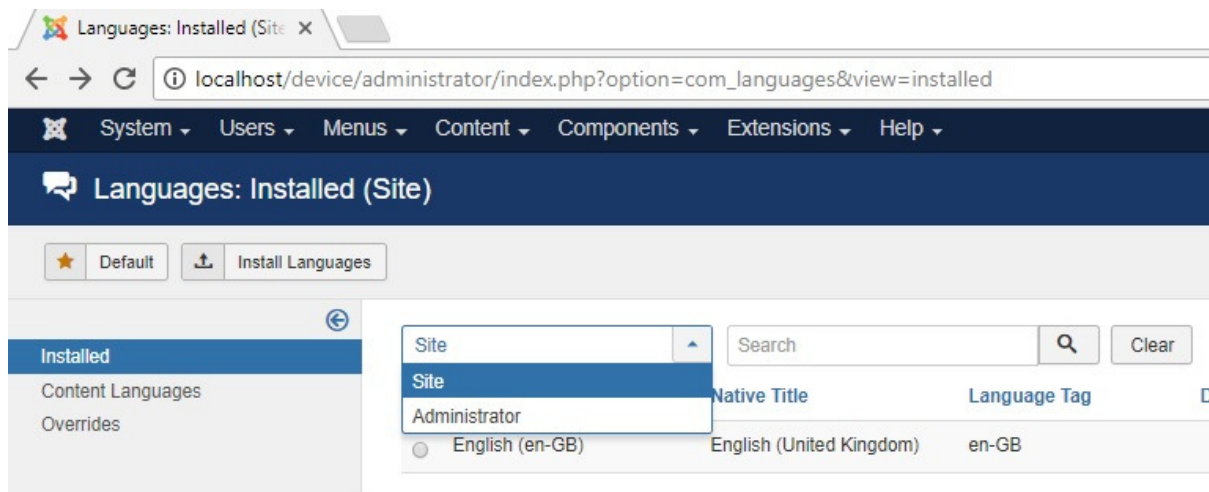 Languages: Installed (Site
localhost/device/administrator/index.php?option=com_languages&view=installed
System Users Menus Content Components Extensions Help
Languages: Installed (Site)
Default Install Languages
Site Search Clear
Installed
Site
Content Languages
Native Title Language Tag
Administrator
Overrides
English (en-GB) English (United Kingdom) en-GB